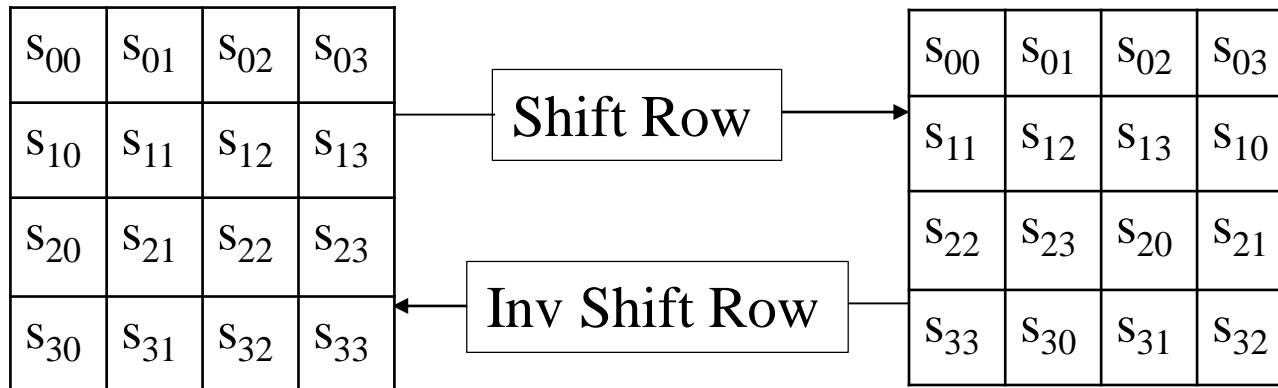 s00 s01 s02 s03
s10 s11 s12 s13
s20 s21 s22 s23
s30 s31 s32 s33
Shift Row
Inv Shift Row
s00 s01 s02 s03
s11 s12 s13 s10
s22 s23 s20 s21
s33 s30 s31 s32